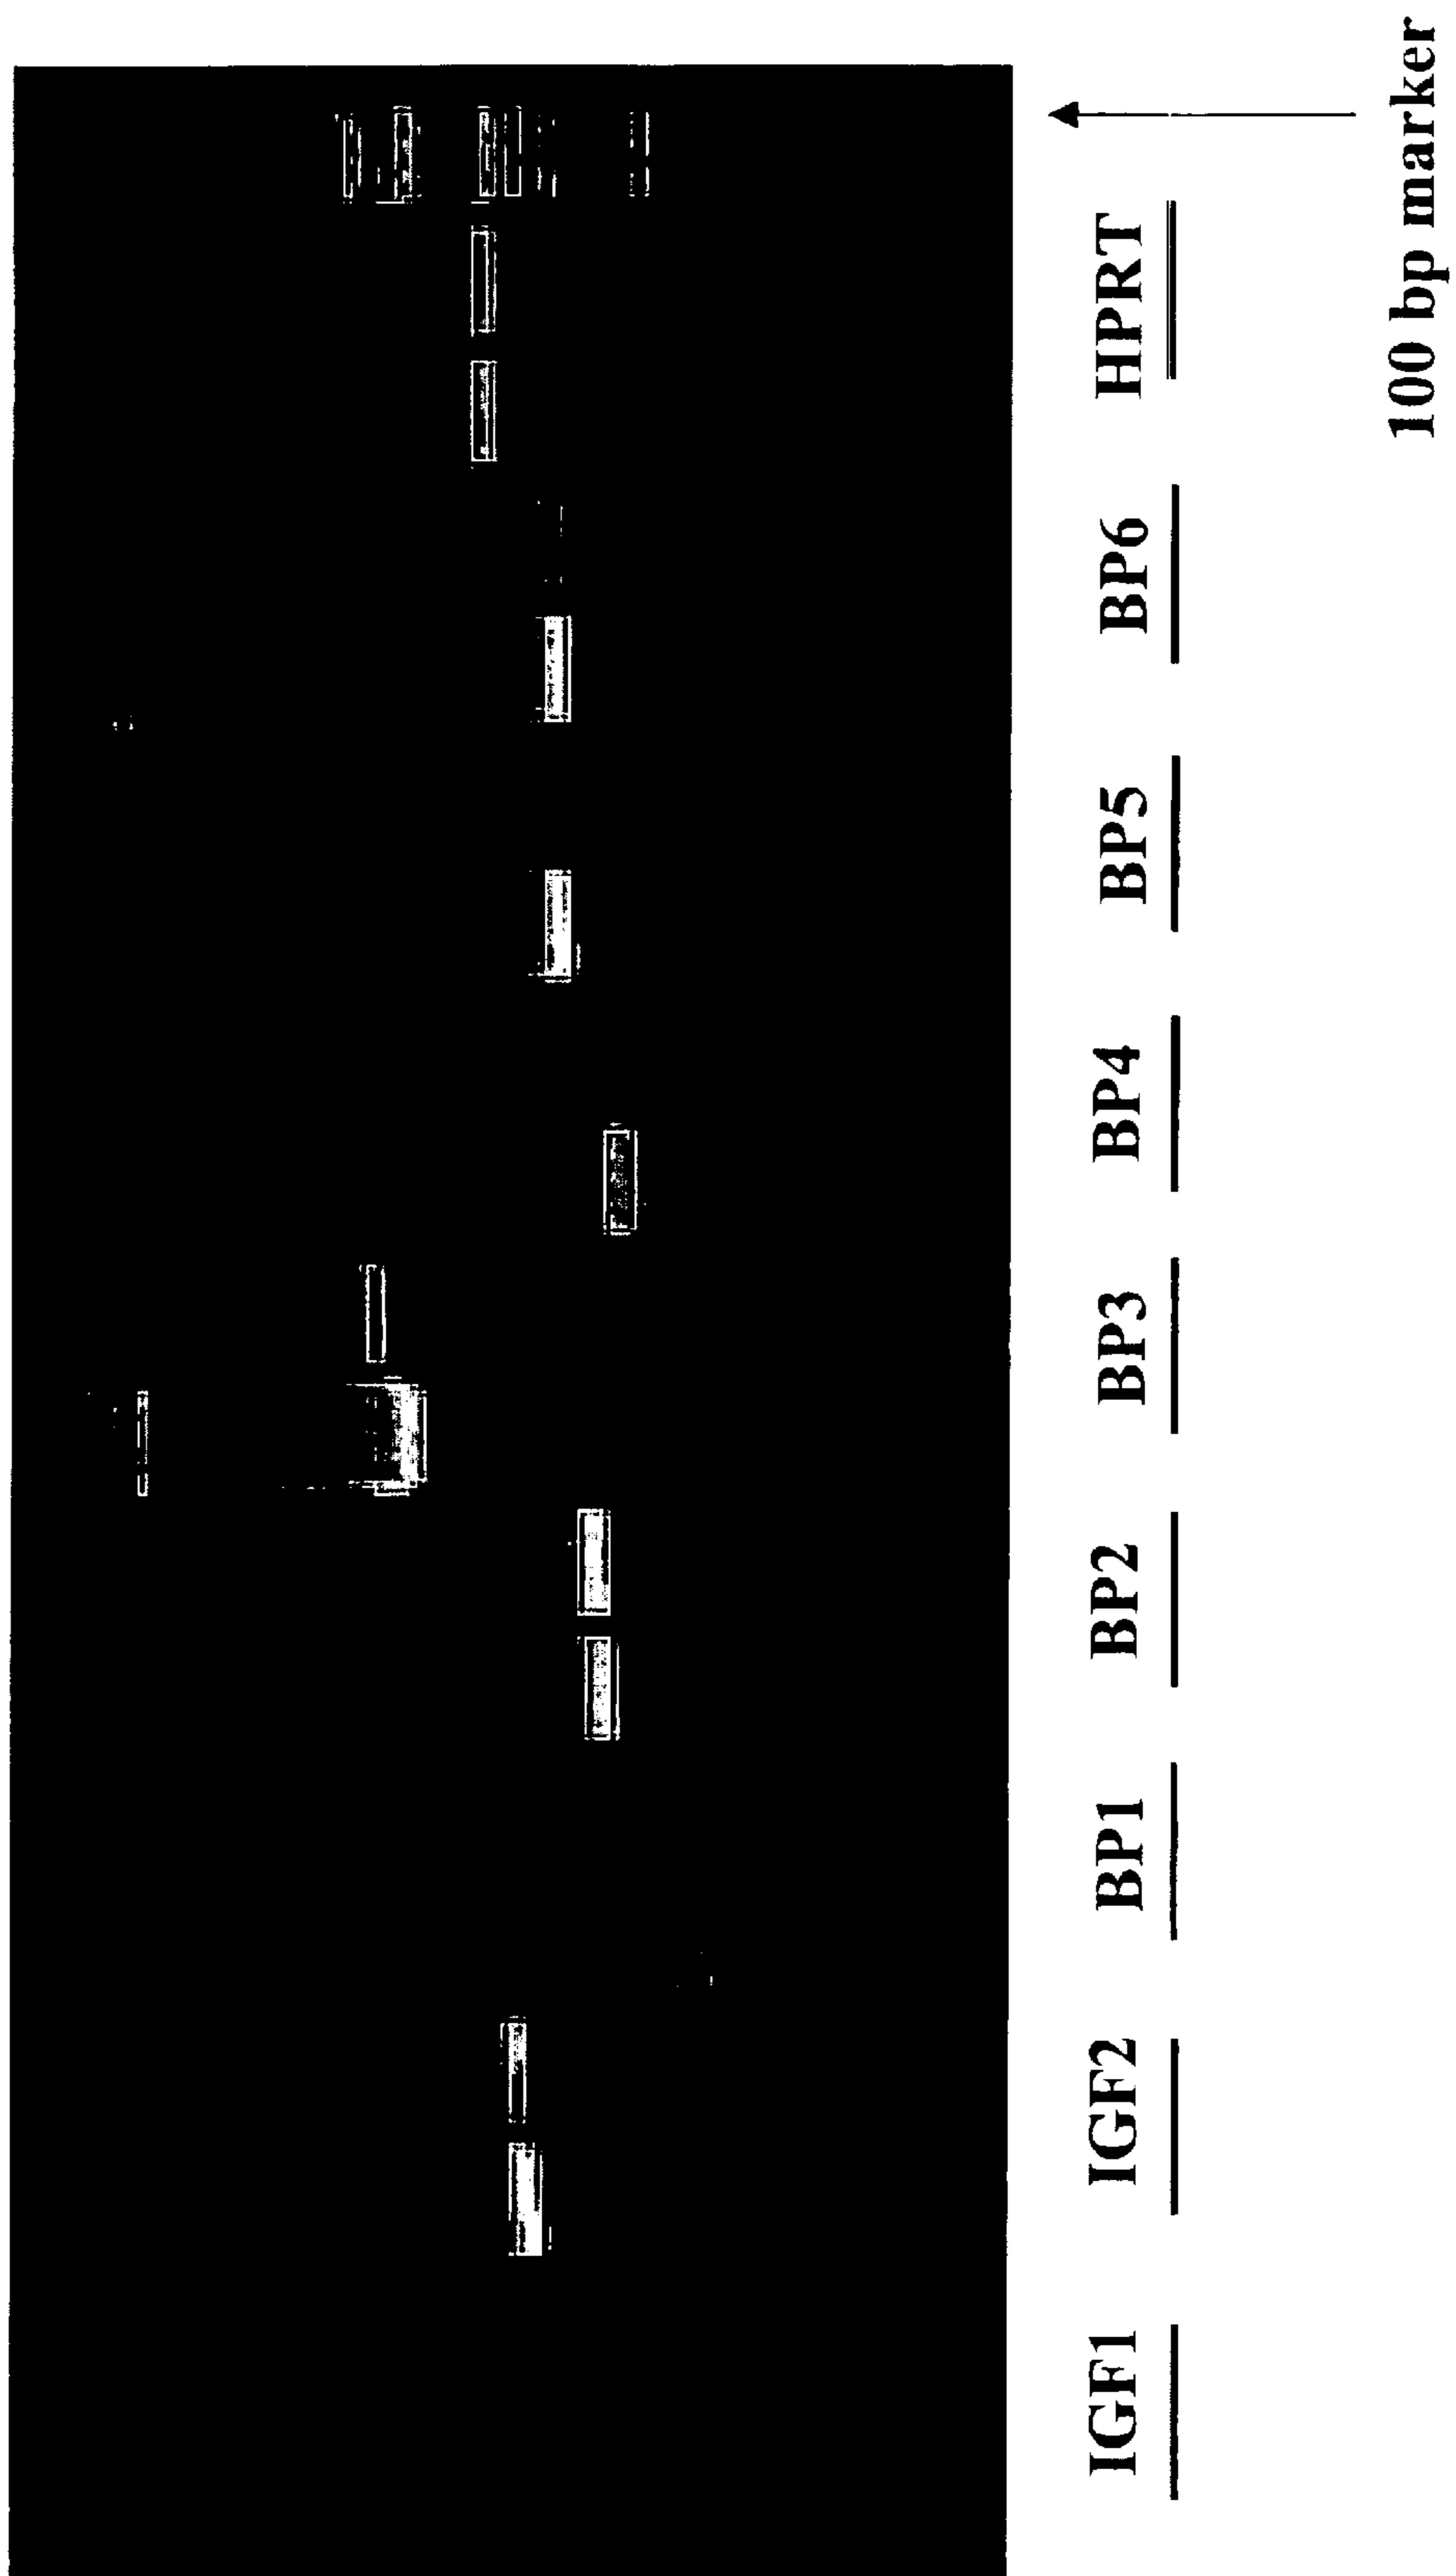 IGF1
IGF2
BP1
BP2
BP3
BP4
BP5
BP6
HPRT
100 bp marker